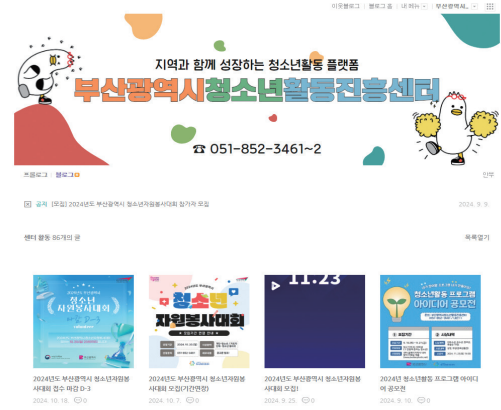 이웃블로그 블로그 홈 내 메뉴
지역과 함께 성장하는 청소년활동 플랫폼
부산광역시청소년활동진흥센터
☎ 051-852-3461~2
프롤로그 블로그
안부
공지 [모집] 2024년도 부산광역시 청소년자원봉사대회 참가자 모집 2024. 9. 9.
센터 활동 86개의 글 목록열기
청소년
자원봉사대회
청소년
자원봉사대회
11.23
청소년활동 프로그램
아이디어 공모전
2024년도 부산광역시 청소년자원봉
사대회 접수 마감 D-3
2024. 10. 18. 0
2024년도 부산광역시 청소년자원봉
사대회 모집(기간연장)
2024. 10. 7. 0
2024년도 부산광역시 청소년자원봉
사대회 모집!
2024. 9. 25. 0
2024년 청소년활동 프로그램 아이디
어 공모전
2024. 9. 10. 0